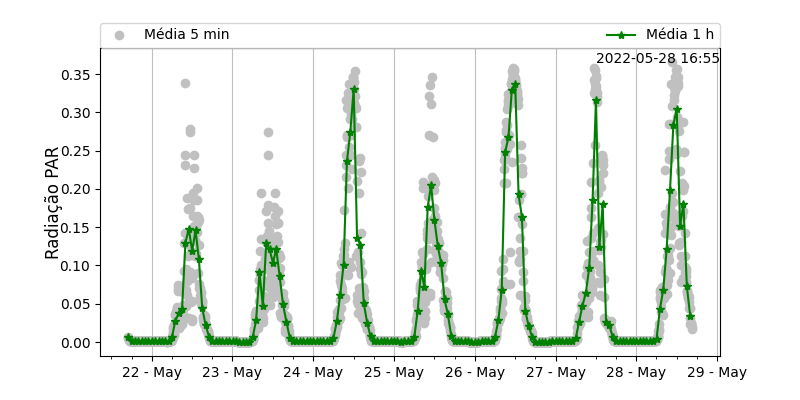 Média 5 min
Média 1 h
2022-05-28 16:55
0.35
0.30
0.25
0.20
0.15
0.10
0.05
0.00
Radiação PAR
22 - May
23 - May
24 - May
25 - May
26 - May
27 - May
28 - May
29 - May